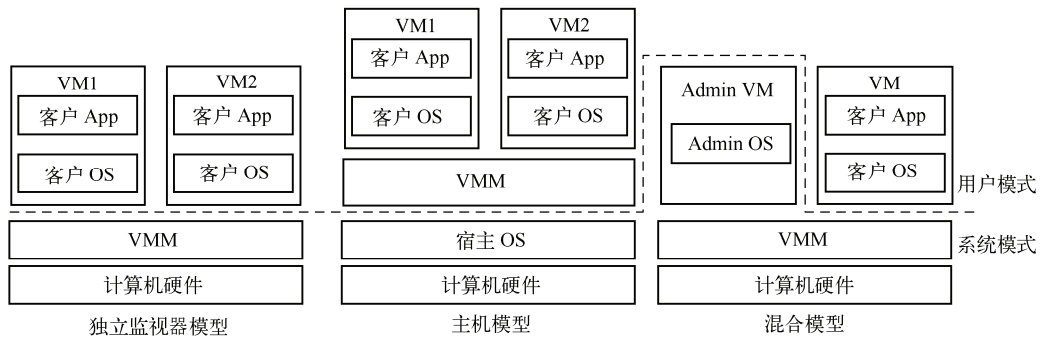 VM1
客户 App
客户 OS
VM2
客户 App
客户 OS
VMM
计算机硬件
独立监视器模型
VM1
客户 App
客户 OS
VM2
客户 App
客户 OS
VMM
宿主 OS
计算机硬件
主机模型
Admin VM
Admin OS
VM
客户 App
客户 OS
VMM
计算机硬件
混合模型
用户模式
系统模式